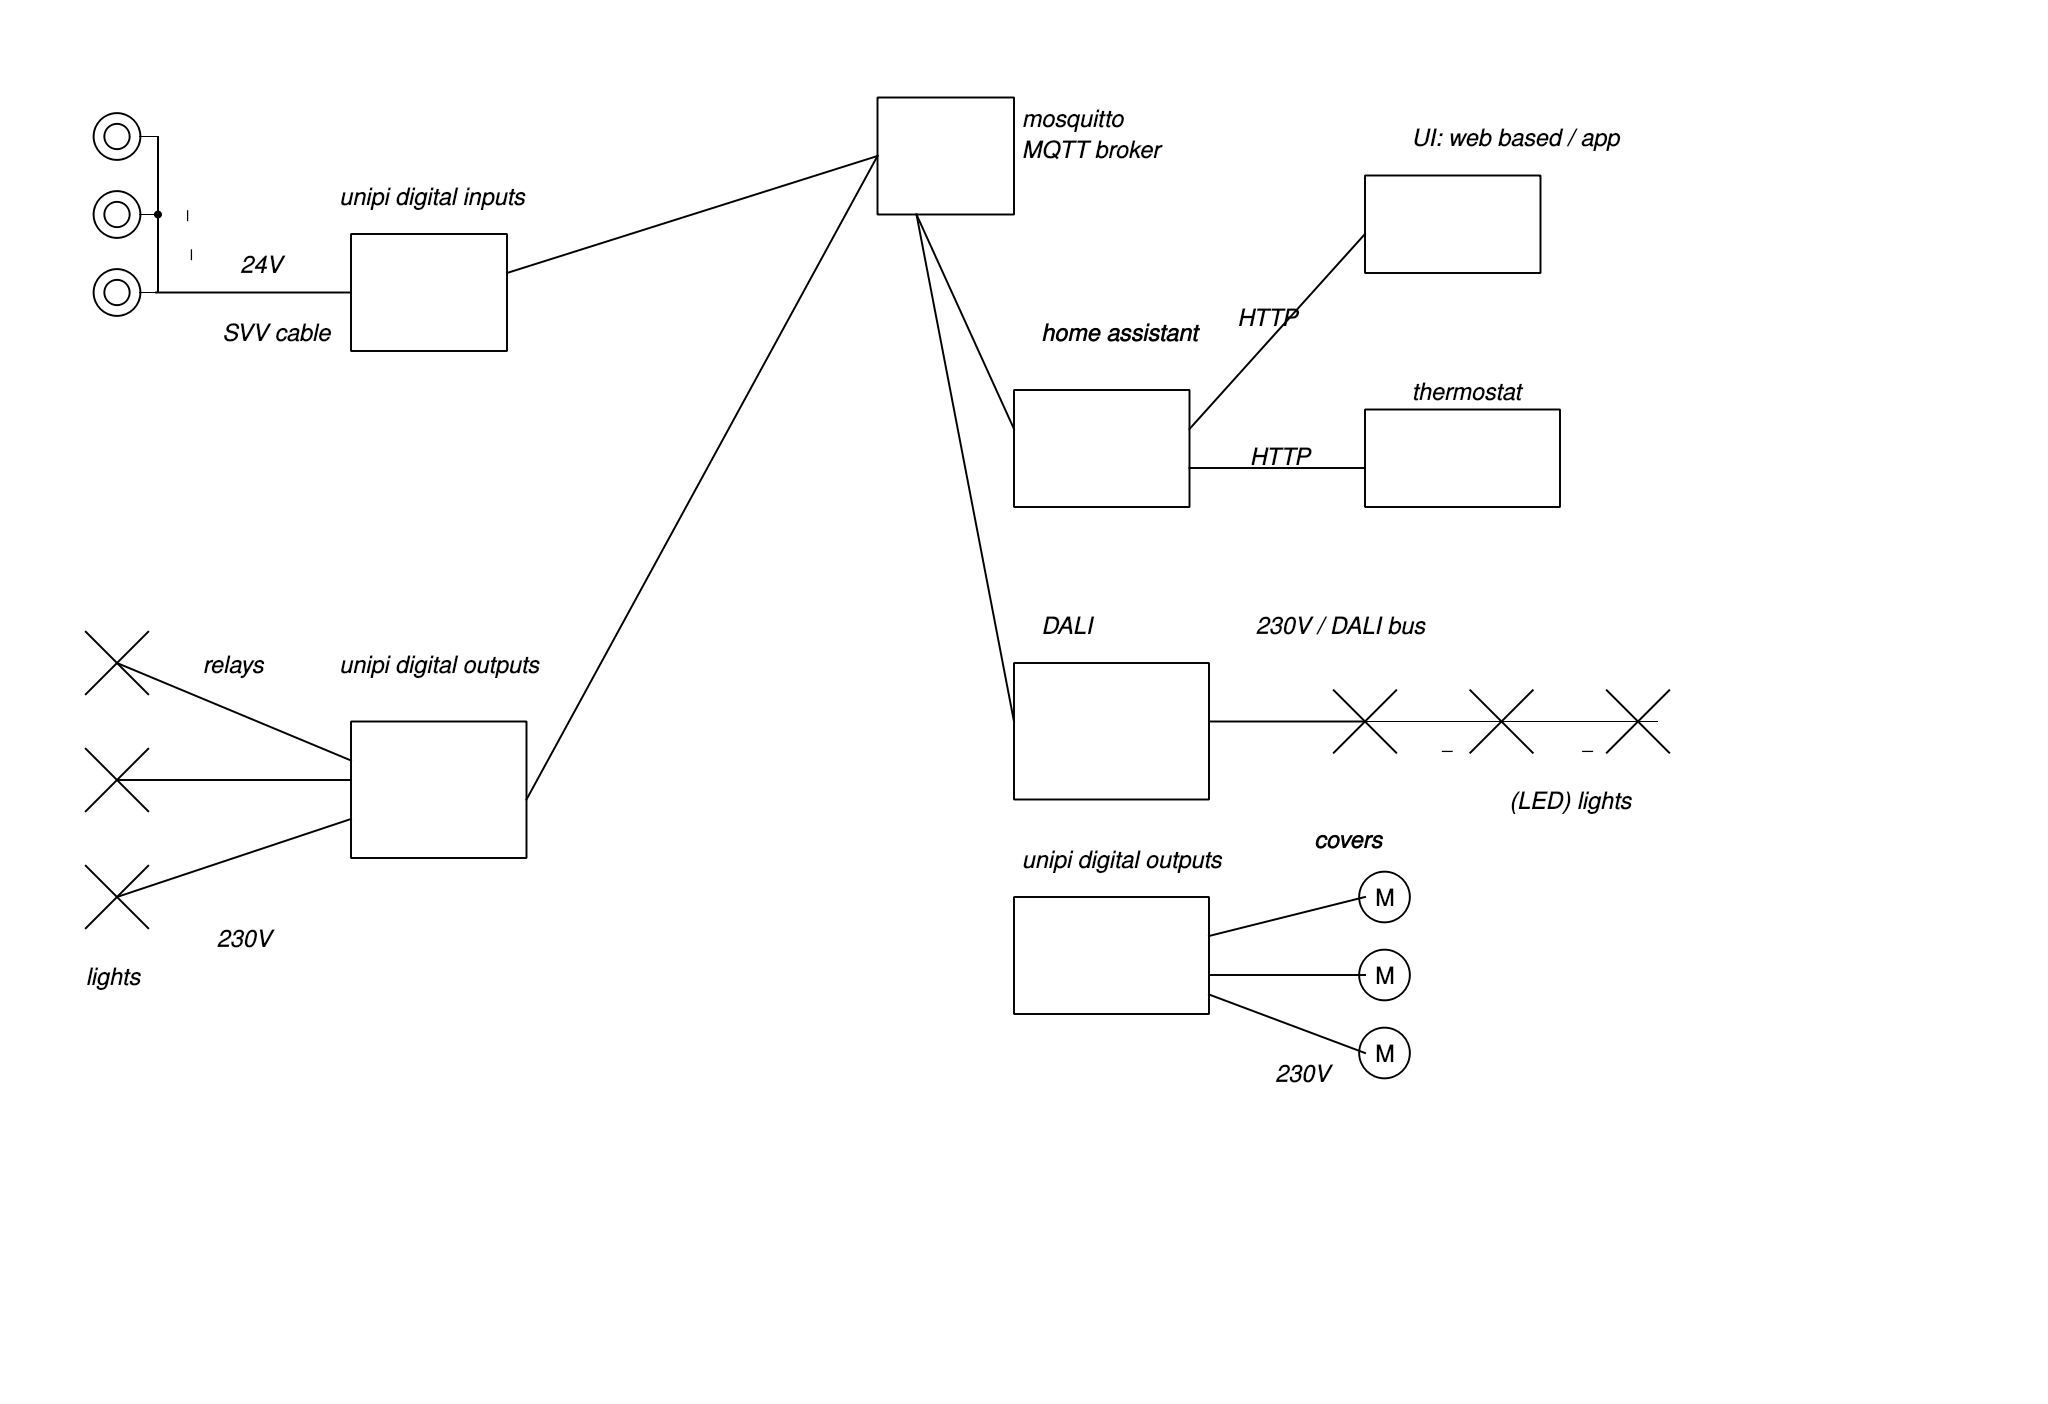 mosquitto
MQTT broker
UI: web based / app
unipi digital inputs
24V
SVV cable
HTTP
home assistant
thermostat
HTTP
DALI
230V / DALI bus
relays
unipi digital outputs
(LED) lights
covers
unipi digital outputs
M
230V
M
lights
M
230V